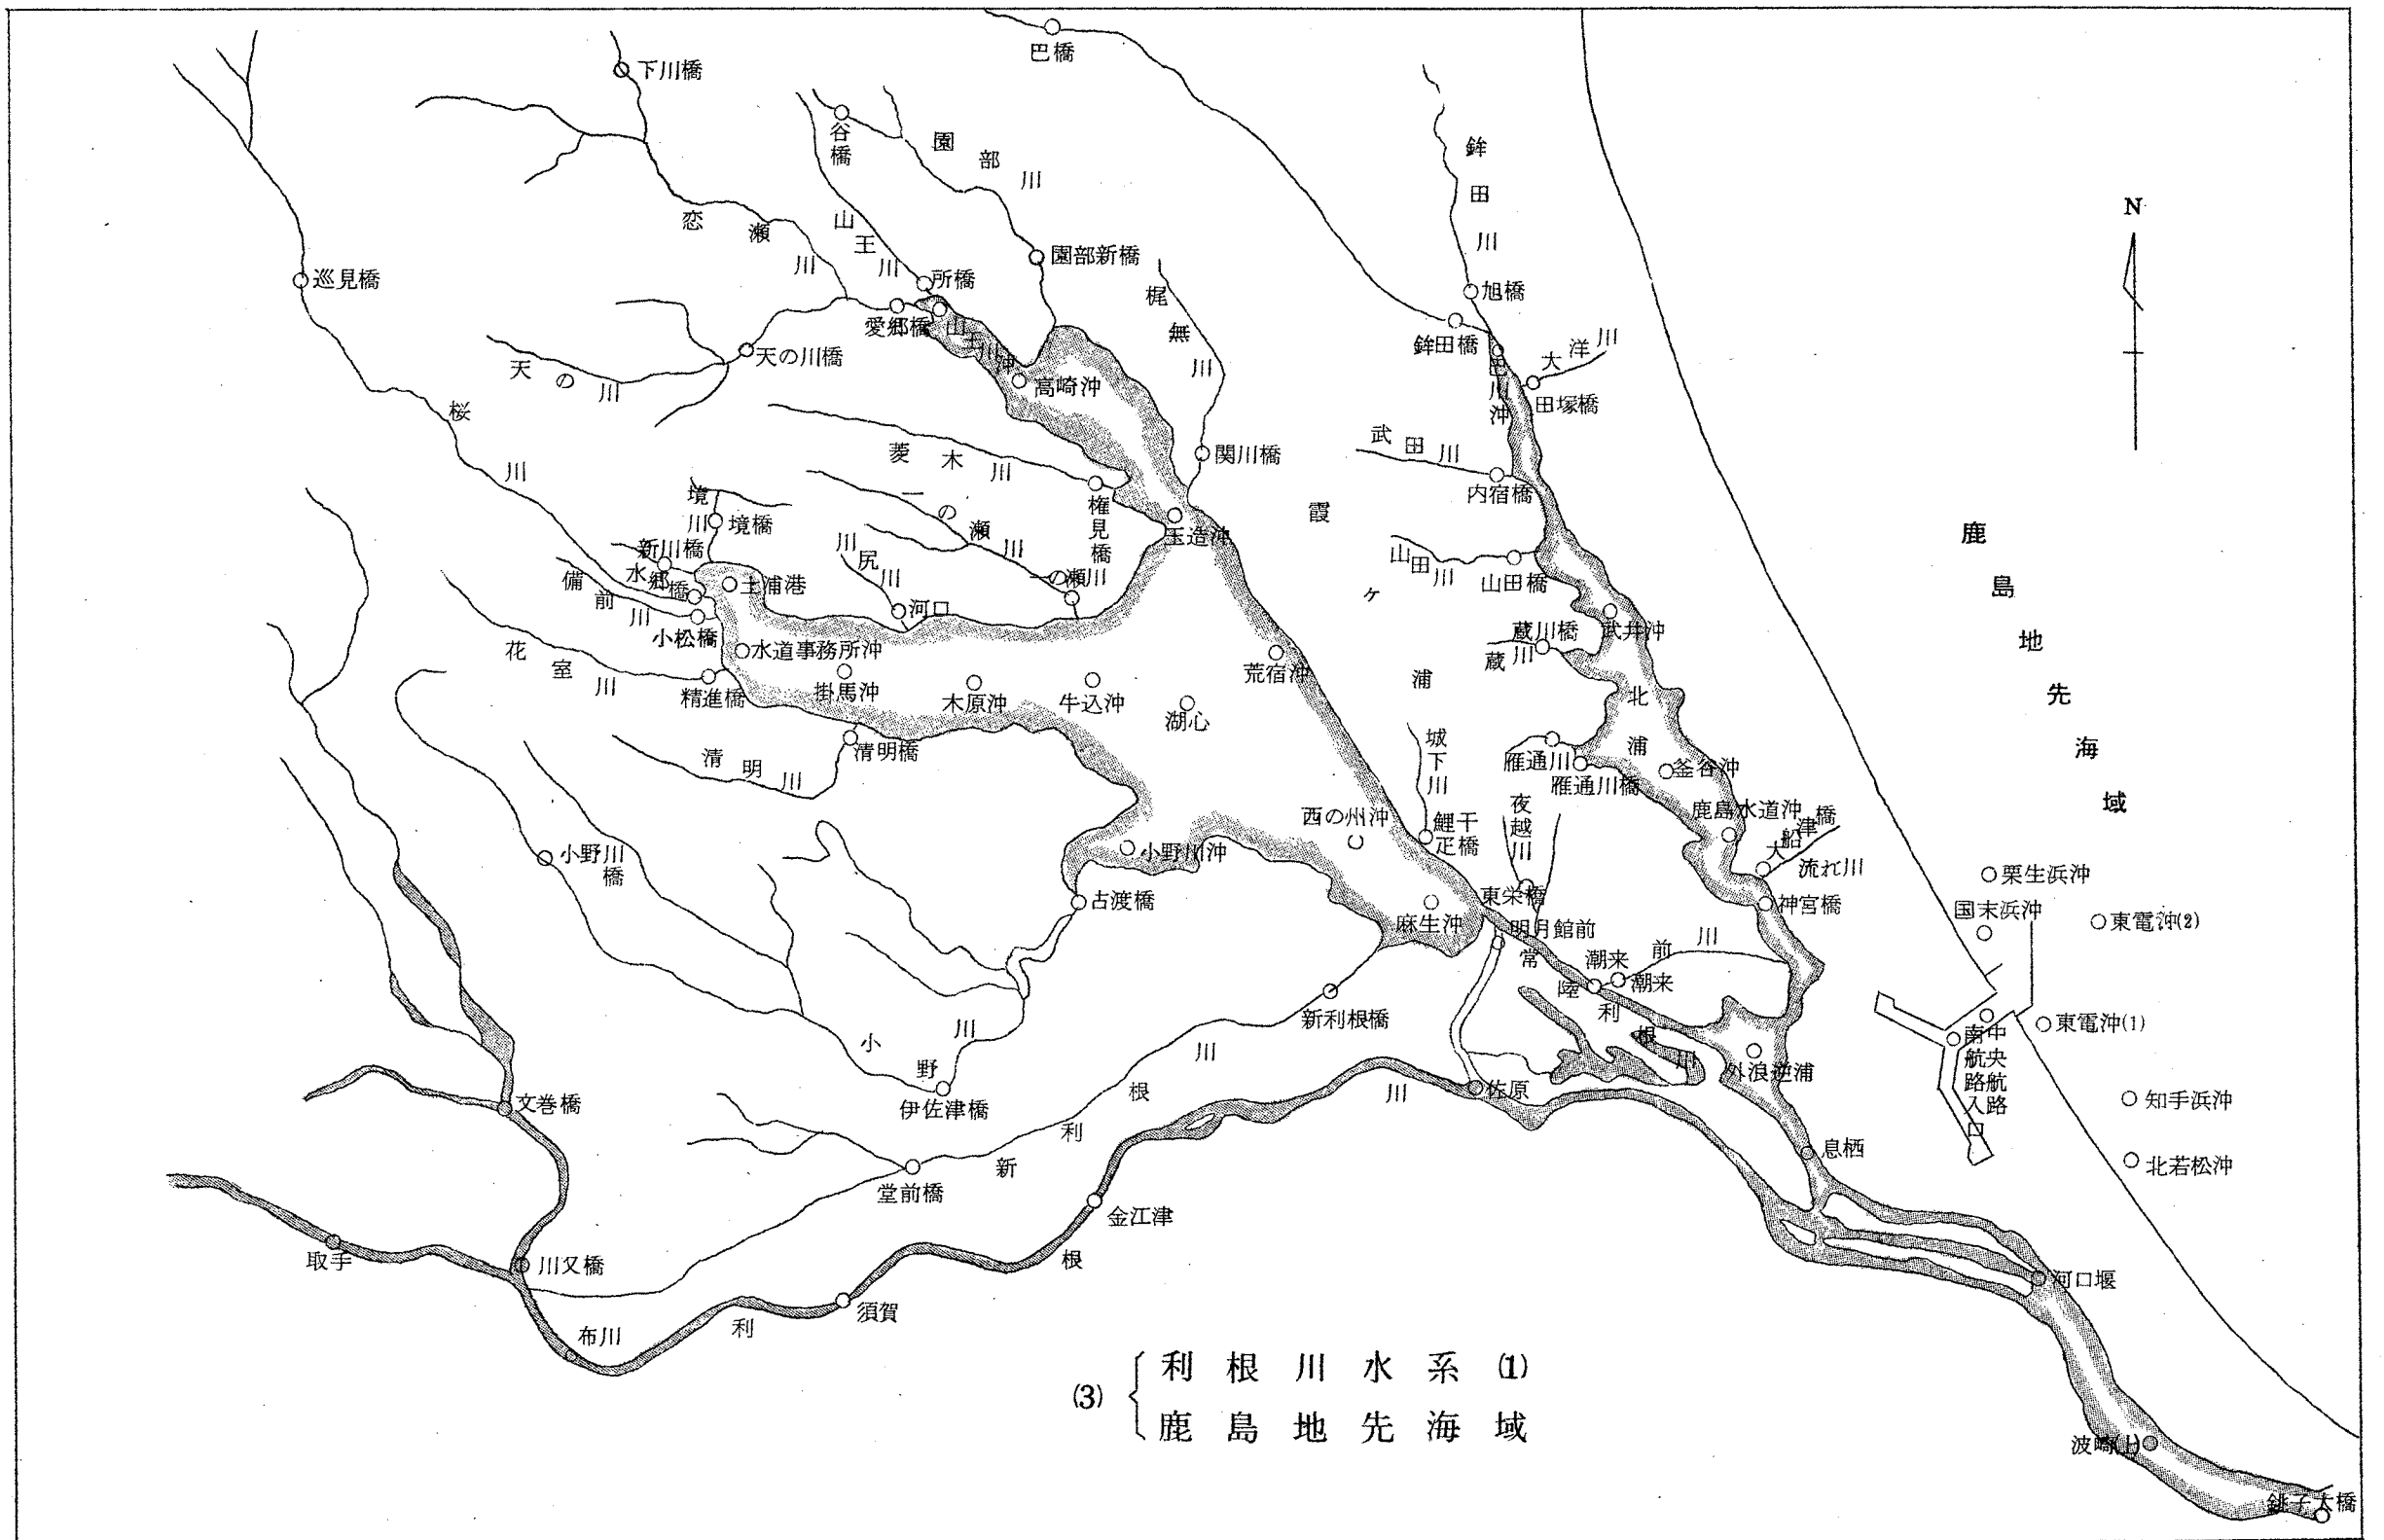 巴橋
下川橋
谷橋
園部川
鉾田川
恋瀬川
山王川
N
園部新橋
所橋
巡見橋
旭橋
梶無川
愛郷橋
山王川沖
鉾田橋
巴川沖
大洋川
田塚橋
天の川橋
天の川
高崎沖
桜川
武田川
関川橋
菱木川
内宿橋
権見橋
一の瀬川
境川
境橋
霞ヶ浦
鹿島地先海域
玉造沖
新川橋
川尻川
山田川
山田橋
水郷橋
土浦港
一の瀬川
備前川
河口
小松橋
武井沖
蔵川橋
蔵川
水道事務所沖
花室川
荒宿沖
精進橋
掛馬沖
木原沖
牛込沖
湖心
北浦
清明橋
清明川
城下川
雁通川
雁通川橋
釜谷沖
夜越川
鹿島水道沖
西の州沖
鯉干疋橋
大船津橋
小野川橋
小野川沖
流れ川
粟生浜沖
東栄橋
古渡橋
神宮橋
国末浜沖
麻生沖
明月館前
東電沖(2)
前川
潮来
潮来
常陸利根川
新利根橋
東電沖(1)
中央航路
南航路入口
外浪逆浦
小野川
伊佐津橋
佐原
文巻橋
知手浜沖
息栖
北若松沖
新利根川
堂前橋
金江津
取手
川又橋
河口堰
須賀
布川
利根川
(3)
利根川水系(1)
鹿島地先海域
波崎(上)
銚子大橋